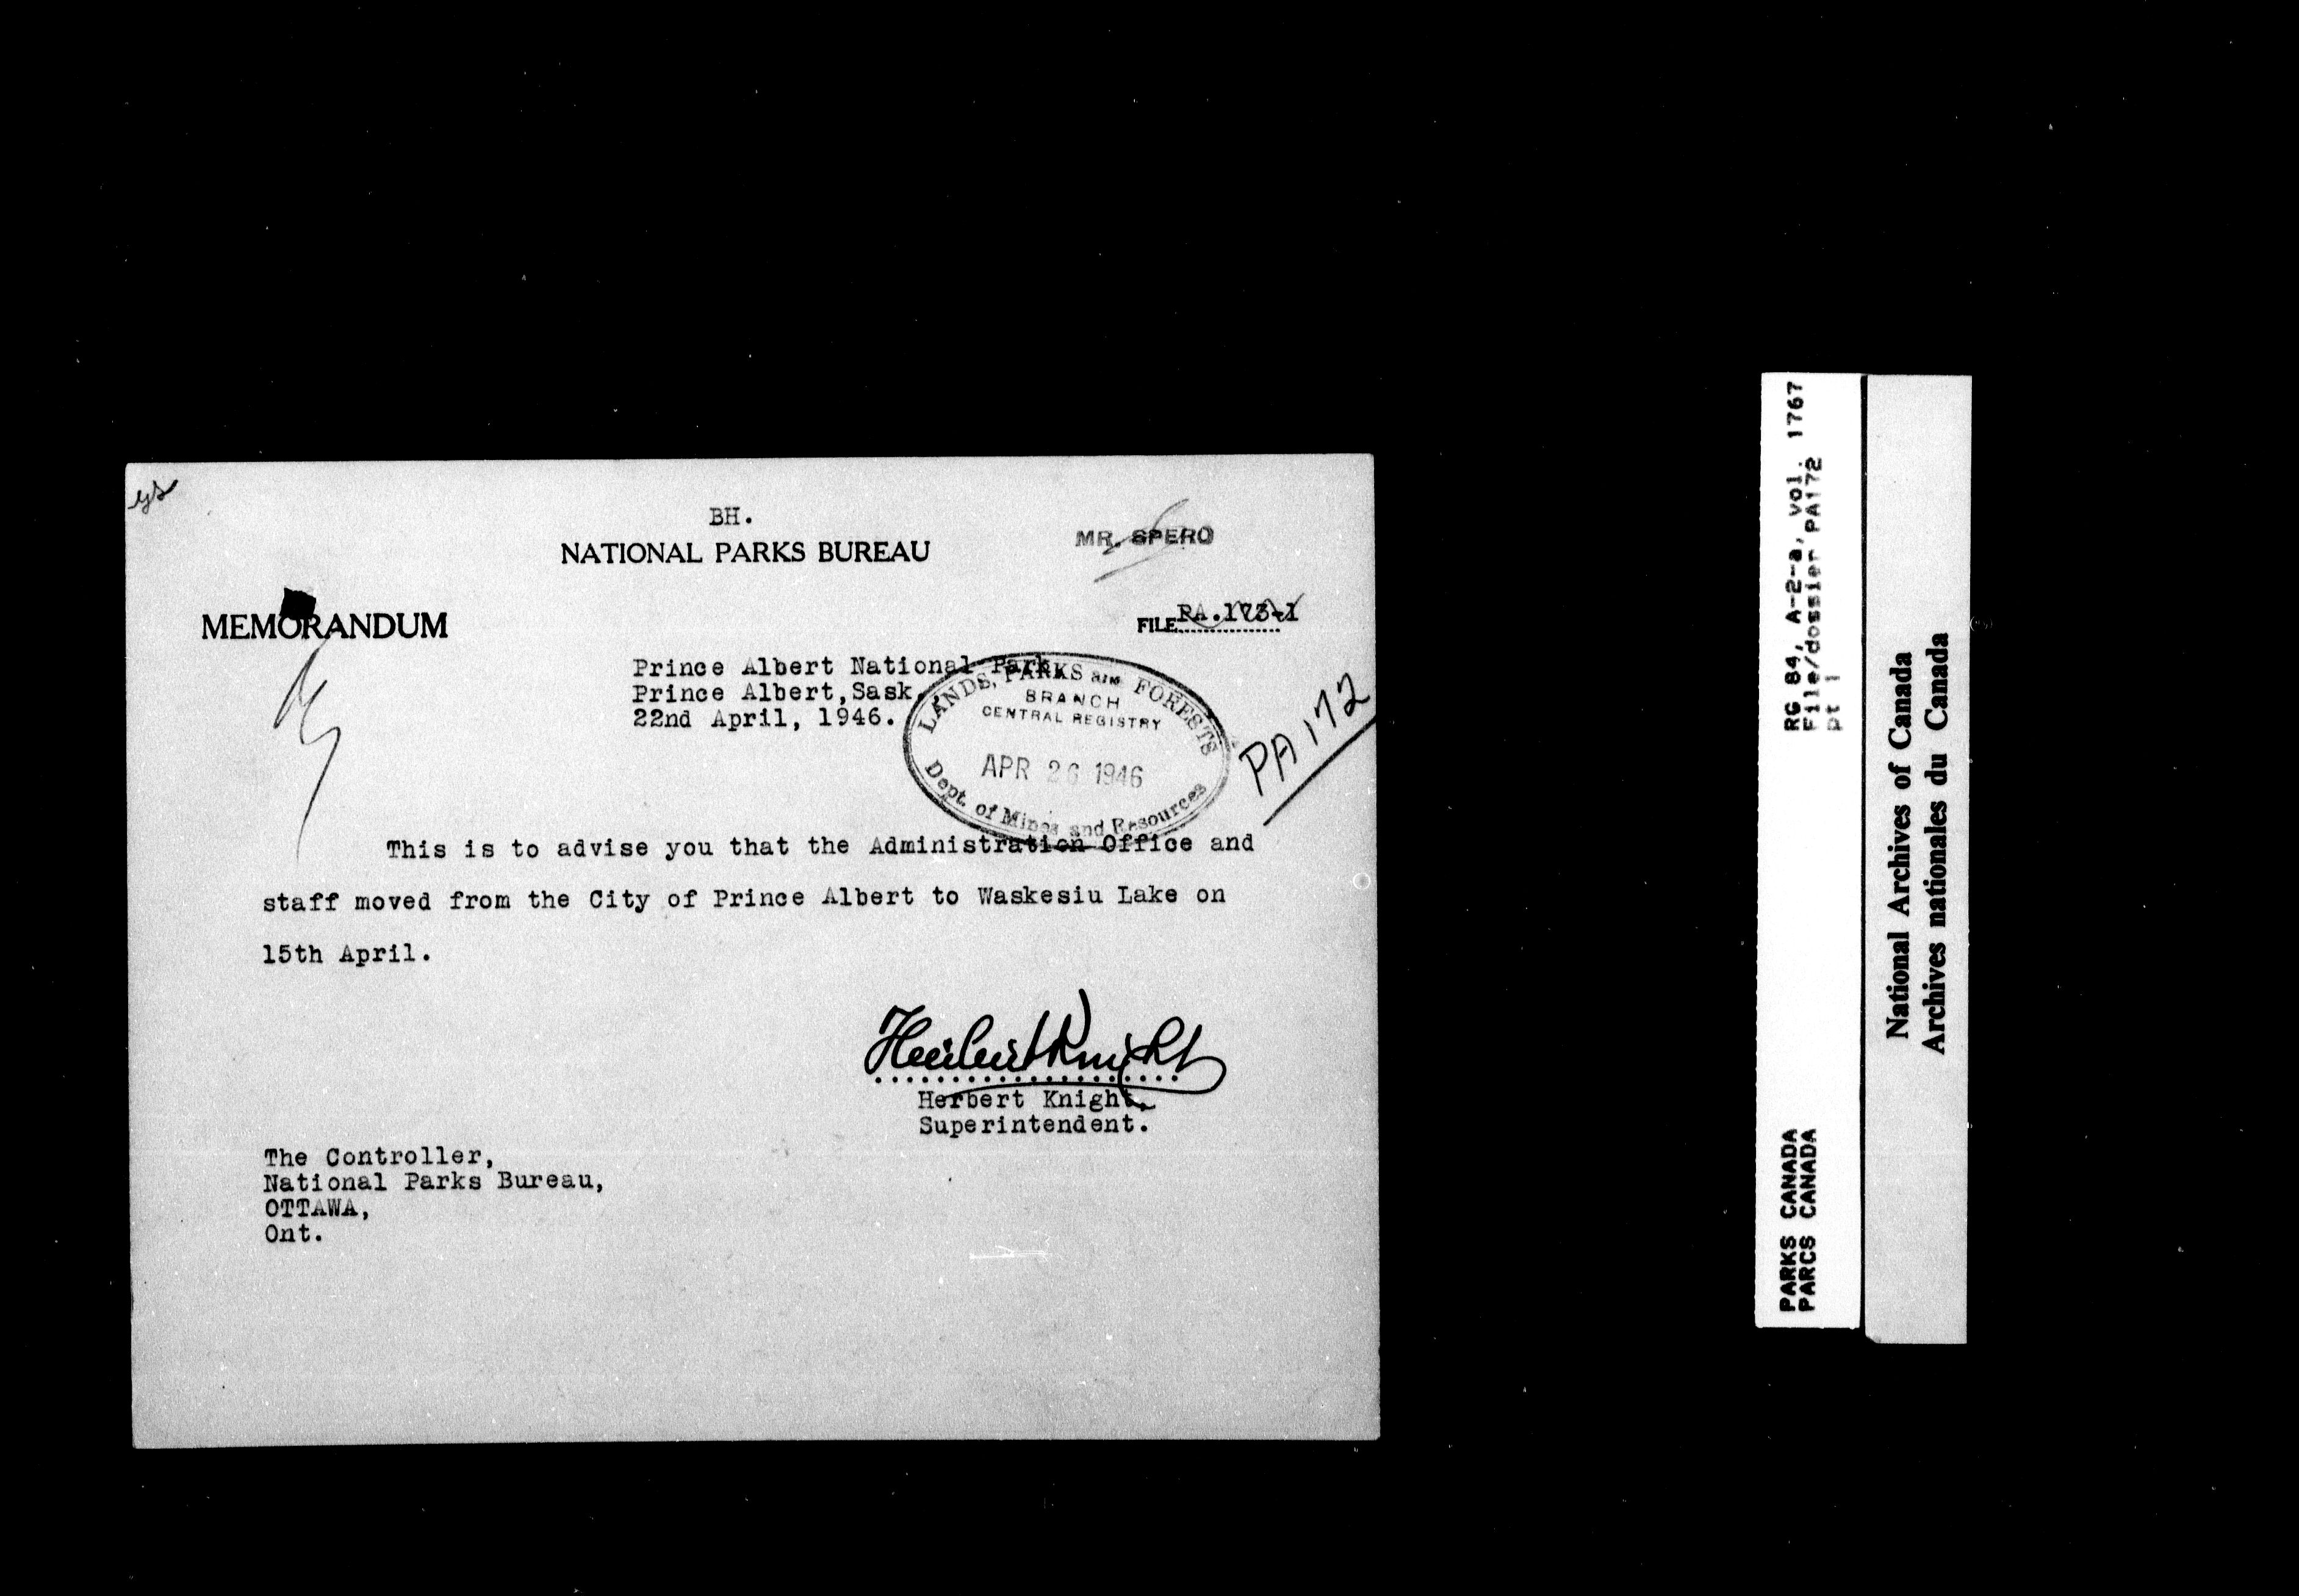 BH.
NATIONAL PARKS BUREAU
MR. SPERO
MEMORANDUM
FILE PA.173-1
Prince Albert National Park,
Prince Albert, Sask.
22nd April, 1946.
LANDS, PARKS and FORESTS
BRANCH
CENTRAL REGISTRY
APR 26 1946
Dept. of Mines and Resources
PA172
This is to advise you that the Administration Office and
staff moved from the City of Prince Albert to Waskesiu Lake on
15th April.
Herbert Knight
Herbert Knight,
Superintendent.
The Controller,
National Parks Bureau,
OTTAWA,
Ont.
RG 84, A-2-a, vol. 1767
File/dossier PA172
pt 1
PARKS CANADA
PARCS CANADA
National Archives of Canada
Archives nationales du Canada